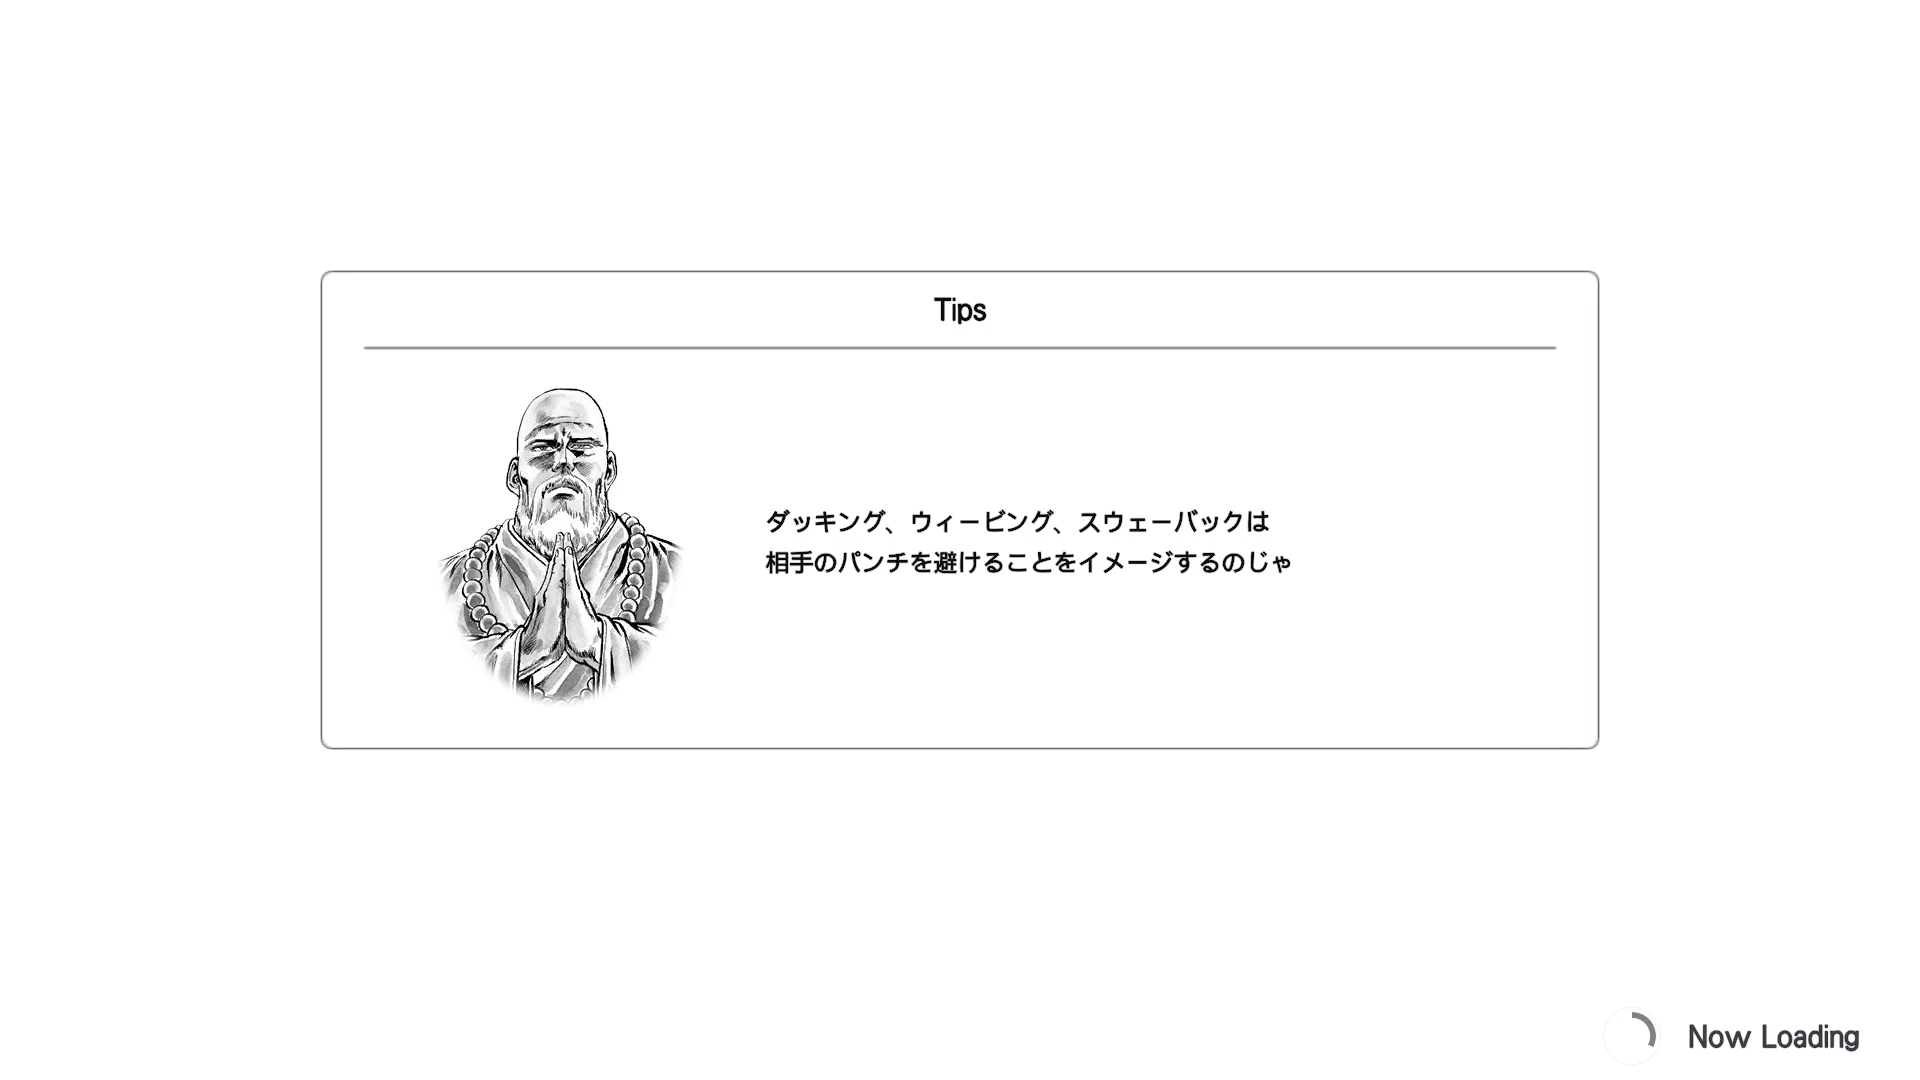 Tips
ダッキング、ウィービング、スウェーバックは
相手のパンチを避けることをイメージするのじゃ
Now Loading